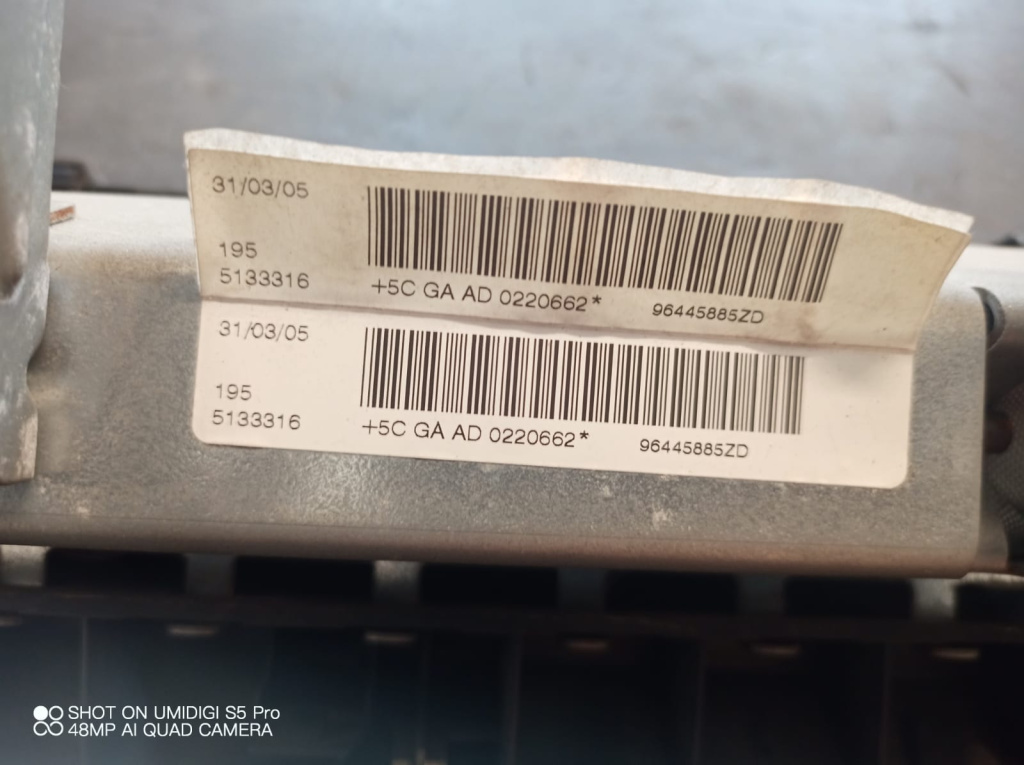 31/03/05
195
5133316
+5C GA AD 0220662*
96445885ZD
31/03/05
195
5133316
+5C GA AD 0220662*
96445885ZD
SHOT ON UMIDIGI S5 Pro
48MP AI QUAD CAMERA